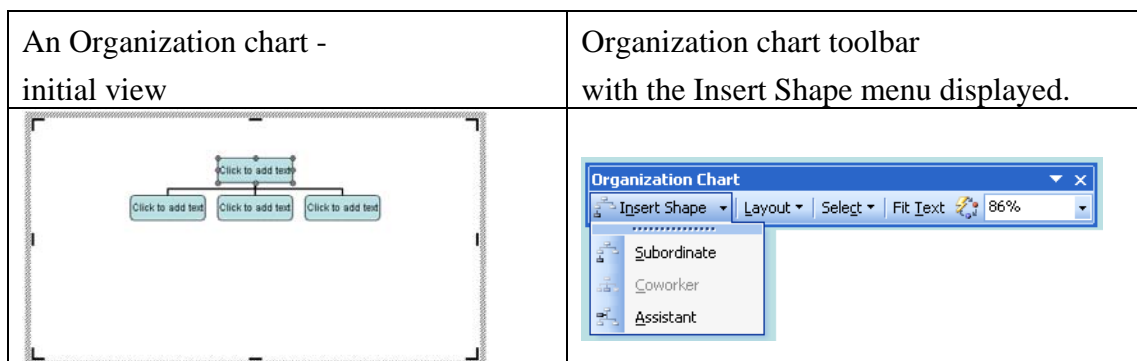 An Organization chart -
initial view
Organization chart toolbar
with the Insert Shape menu displayed.
Click to add text
Click to add text
Click to add text
Click to add text
Organization Chart
Insert Shape
Layout
Select
Fit Text
86%
Subordinate
Coworker
Assistant